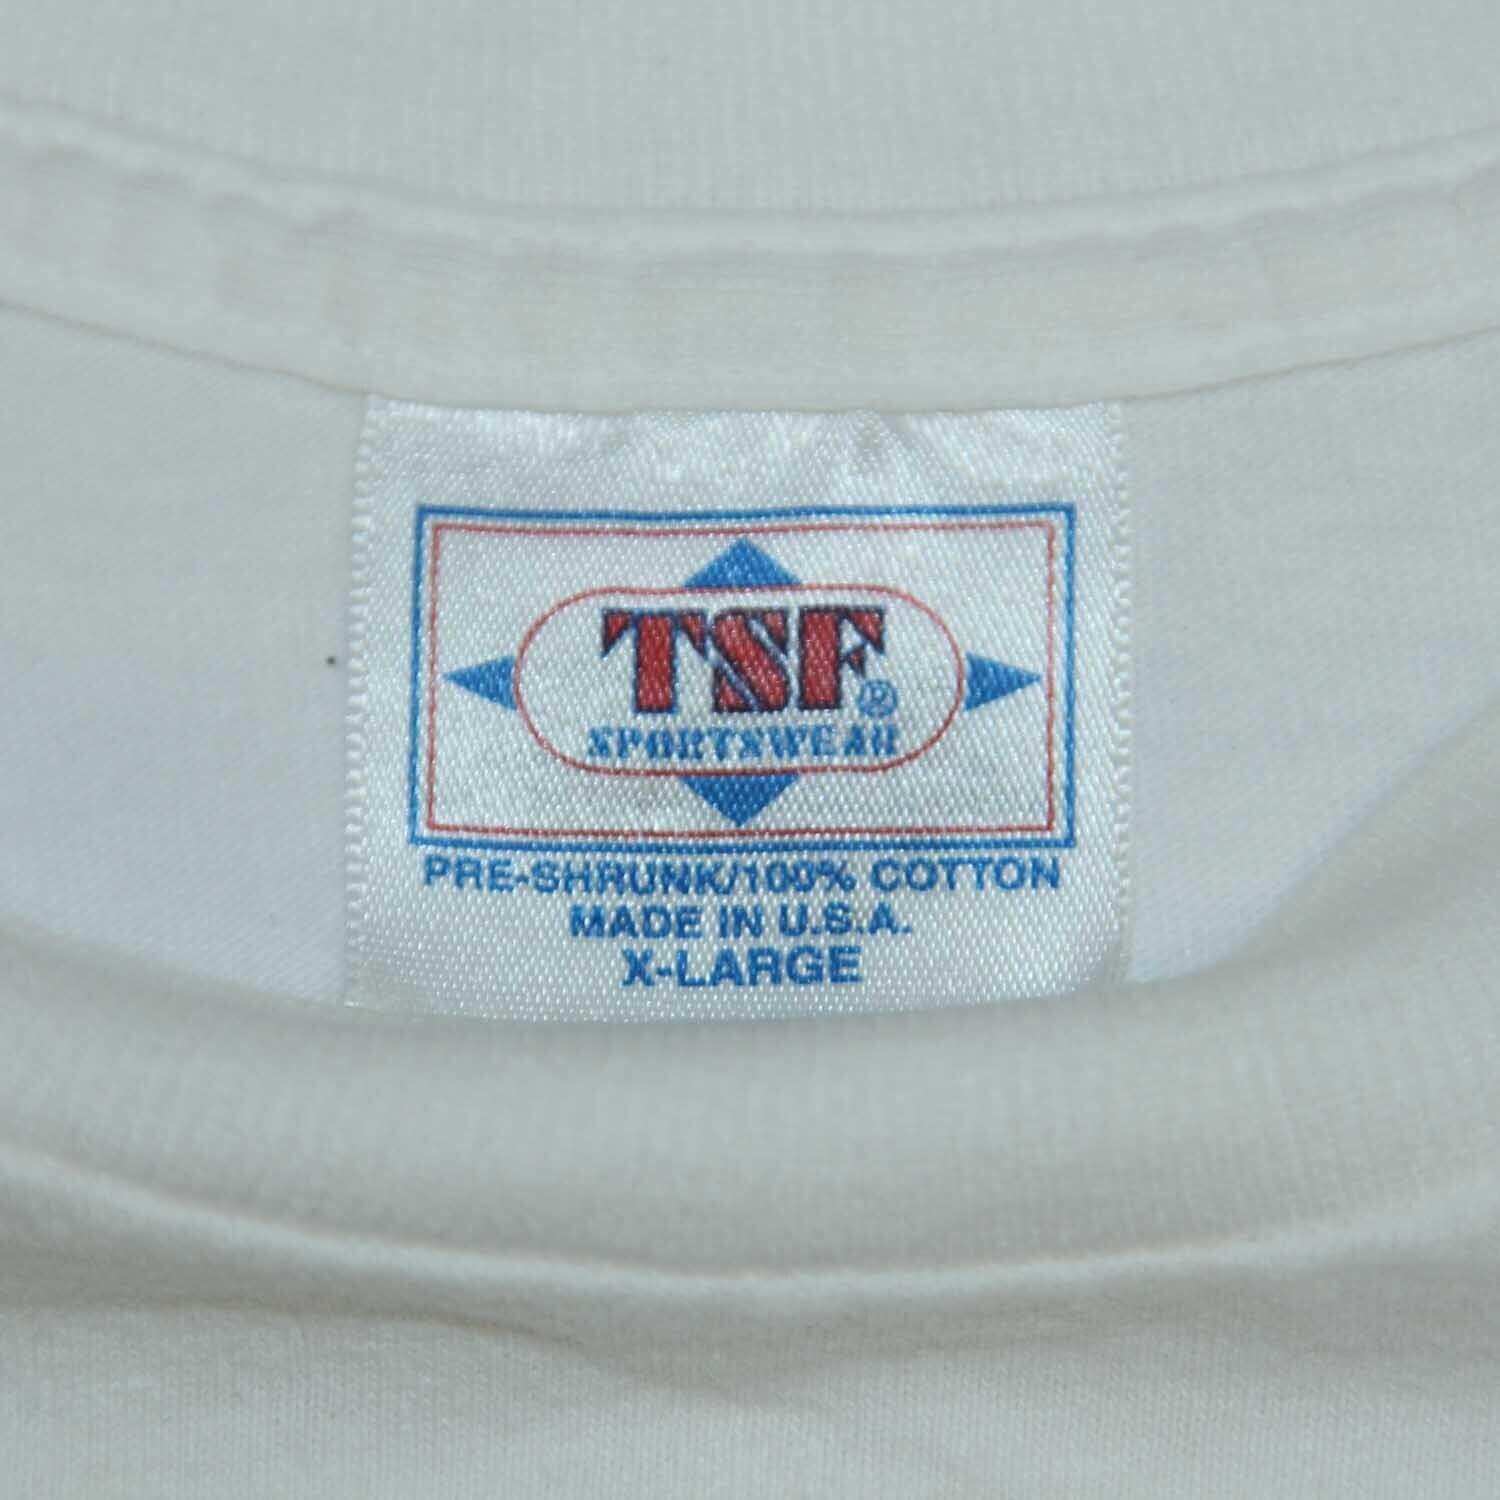 TSF®
SPORTSWEAR
PRE-SHRUNK/100% COTTON
MADE IN U.S.A.
X-LARGE